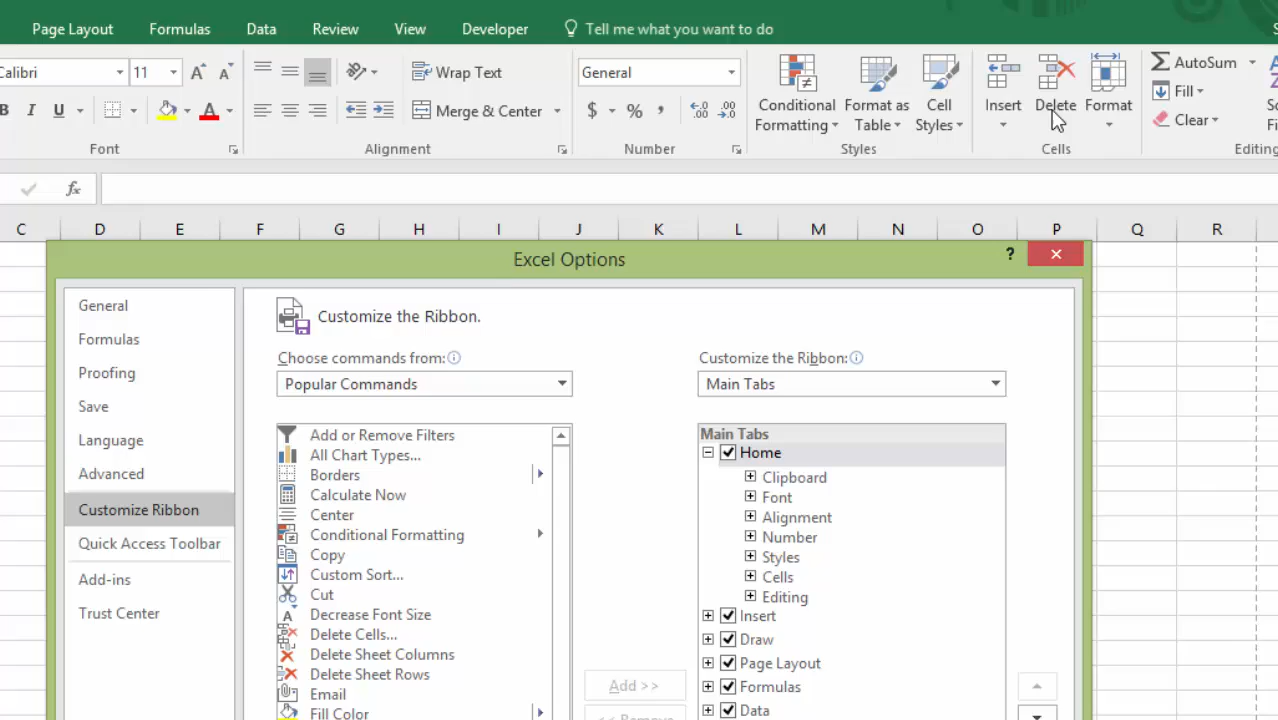 Page Layout Formulas Data Review View Developer Tell me what you want to do
Calibri 11 A A Wrap Text General AutoSum
B I U A Merge & Center $ % , .0 .00 Conditional Formatting Format as Table Cell Styles Insert Delete Format Fill
Clear
Font Alignment Number Styles Cells Editing
fx
C D E F G H I J K L M N O P Q R
Excel Options ?
General
Formulas
Proofing
Save
Language
Advanced
Customize Ribbon
Quick Access Toolbar
Add-ins
Trust Center
Customize the Ribbon.
Choose commands from:
Popular Commands
Add or Remove Filters
All Chart Types...
Borders
Calculate Now
Center
Conditional Formatting
Copy
Custom Sort...
Cut
Decrease Font Size
Delete Cells...
Delete Sheet Columns
Delete Sheet Rows
Email
Fill Color
Add >>
<< Remove
Customize the Ribbon:
Main Tabs
Main Tabs
Home
Clipboard
Font
Alignment
Number
Styles
Cells
Editing
Insert
Draw
Page Layout
Formulas
Data